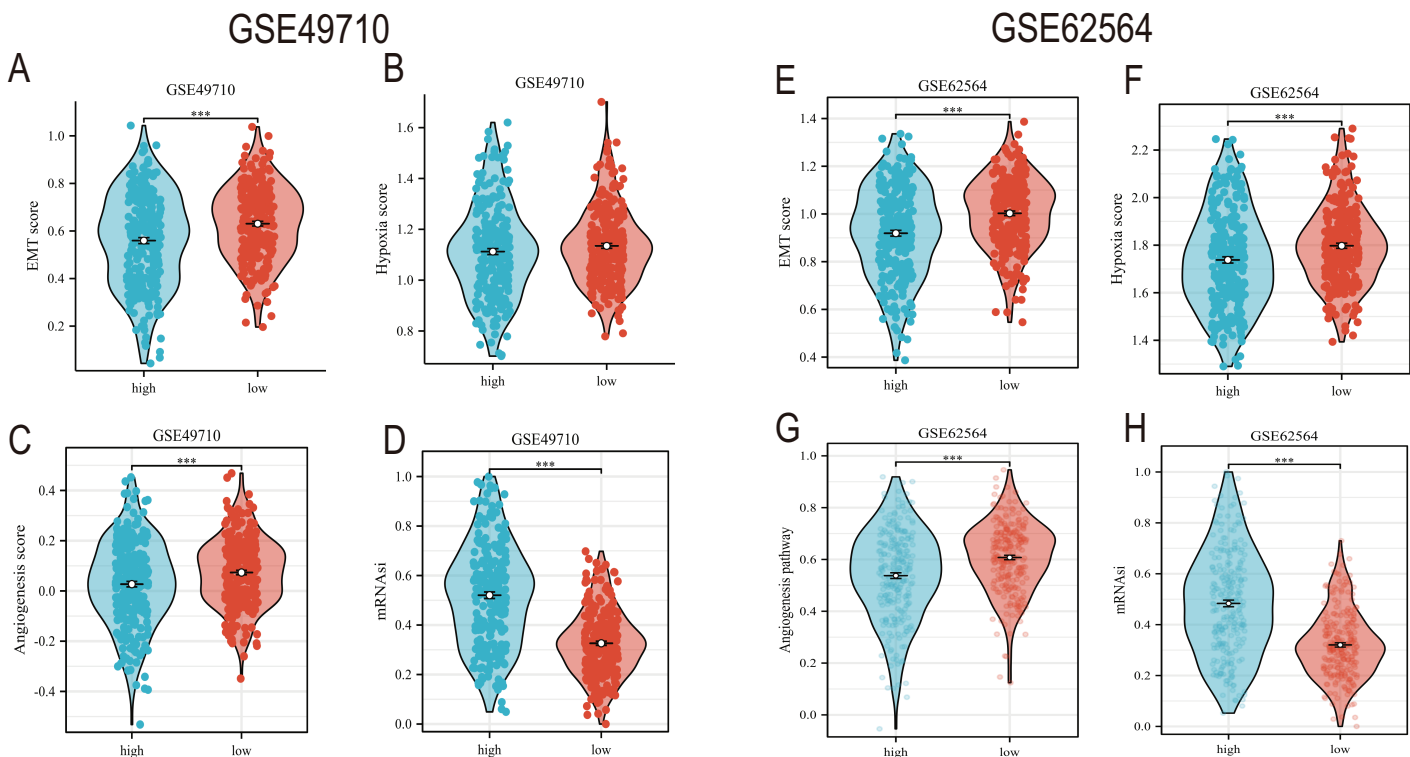 GSE49710
GSE62564
A
GSE49710
***
EMT score
1.0
0.8
0.6
0.4
0.2
high low
B
GSE49710
Hypoxia score
1.6
1.4
1.2
1.0
0.8
high low
E
GSE62564
***
EMT score
1.4
1.2
1.0
0.8
0.6
0.4
high low
F
GSE62564
***
Hypoxia score
2.2
2.0
1.8
1.6
1.4
high low
C
GSE49710
***
Angiogenesis score
0.4
0.2
0.0
-0.2
-0.4
high low
D
GSE49710
***
mRNAsi
1.0
0.8
0.6
0.4
0.2
0.0
high low
G
GSE62564
***
Angiogenesis pathway
1.0
0.8
0.6
0.4
0.2
0.0
high low
H
GSE62564
***
mRNAsi
1.0
0.8
0.6
0.4
0.2
0.0
high low